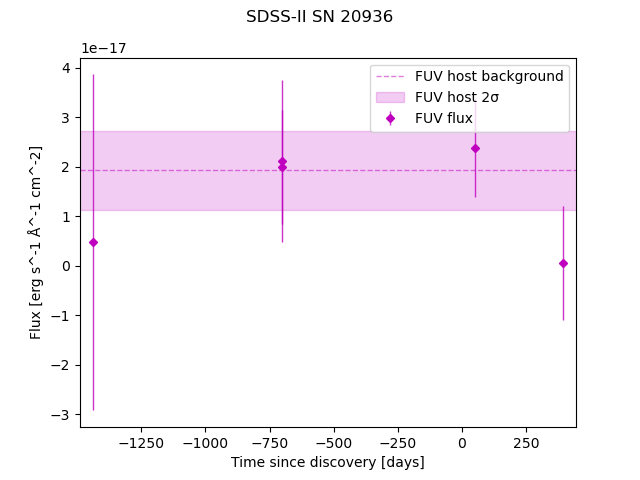 SDSS-II SN 20936
1e−17
FUV host background
FUV host 2σ
FUV flux
4
3
2
1
0
−1
−2
−3
Flux [erg s^-1 Å^-1 cm^-2]
−1250 −1000 −750 −500 −250 0 250
Time since discovery [days]